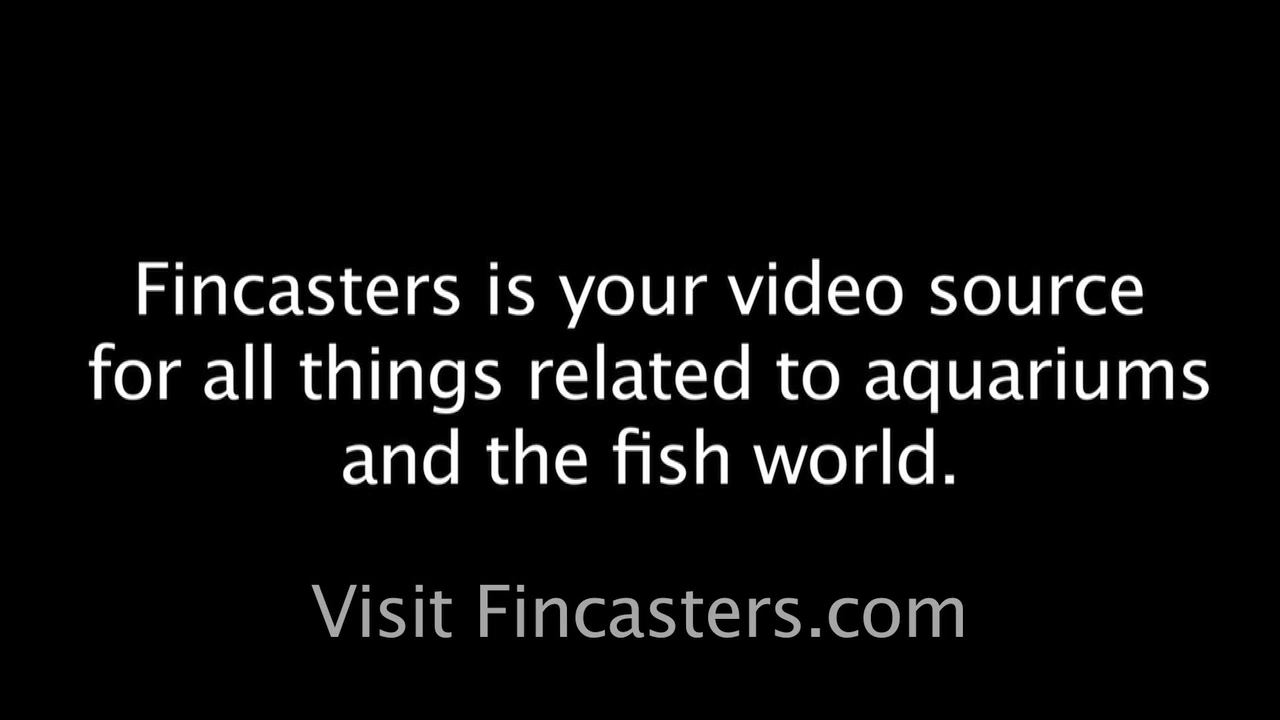 Fincasters is your video source
for all things related to aquariums
and the fish world.
Visit Fincasters.com